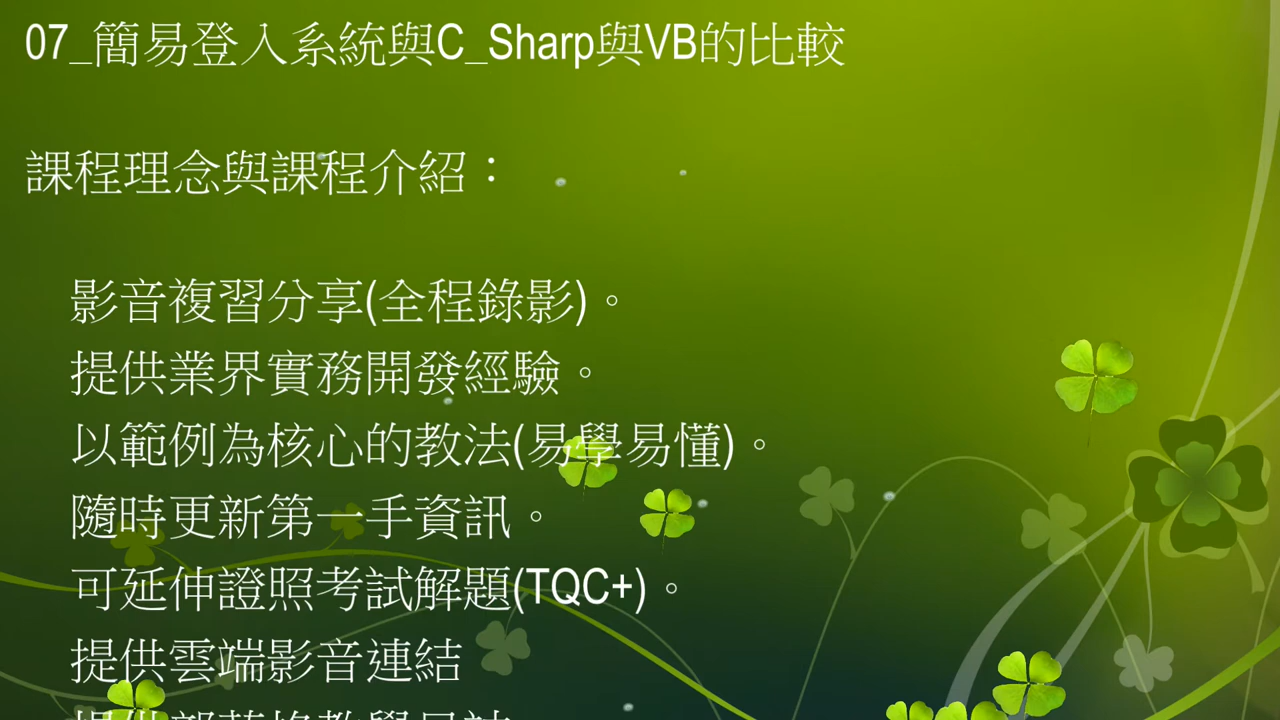 07_簡易登入系統與C_Sharp與VB的比較
課程理念與課程介紹：
影音複習分享(全程錄影)。
提供業界實務開發經驗。
以範例為核心的教法(易學易懂)。
隨時更新第一手資訊。
可延伸證照考試解題(TQC+)。
提供雲端影音連結